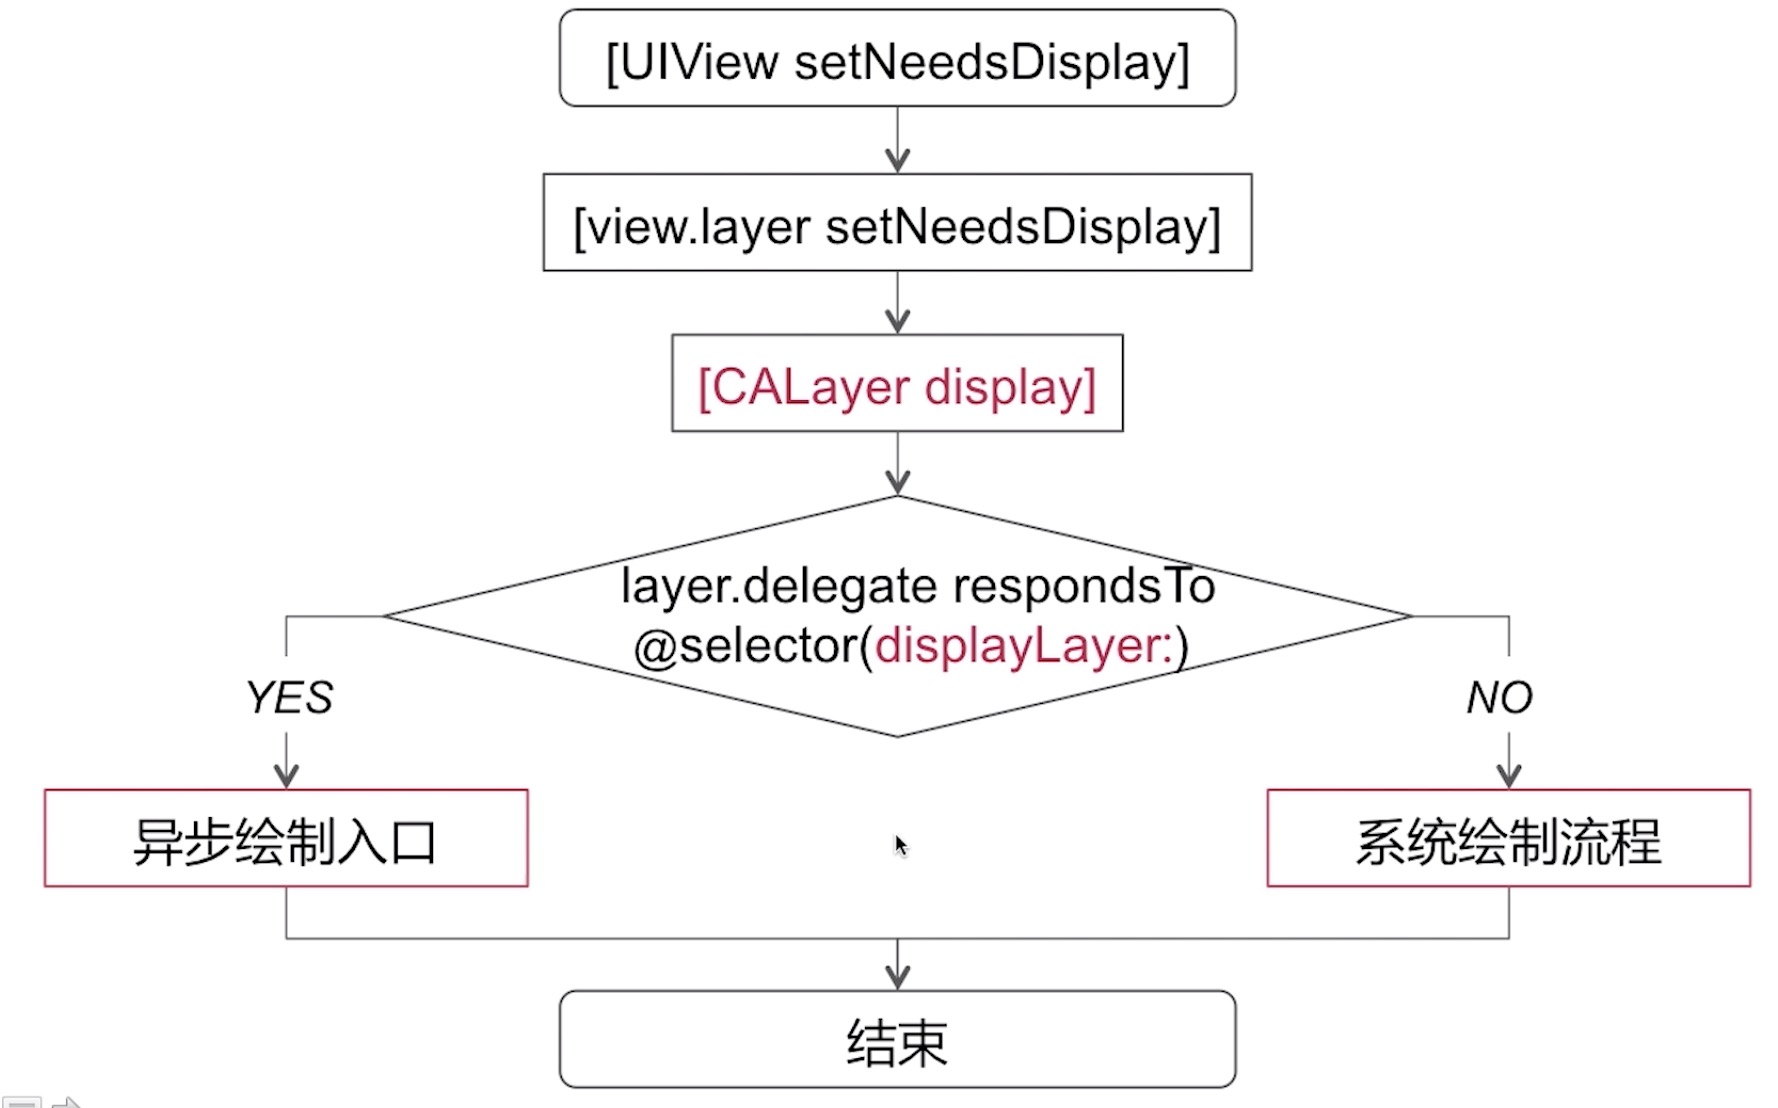 [UIView setNeedsDisplay]
[view.layer setNeedsDisplay]
[CALayer display]
layer.delegate respondsTo
@selector(displayLayer:)
YES
NO
异步绘制入口
系统绘制流程
结束